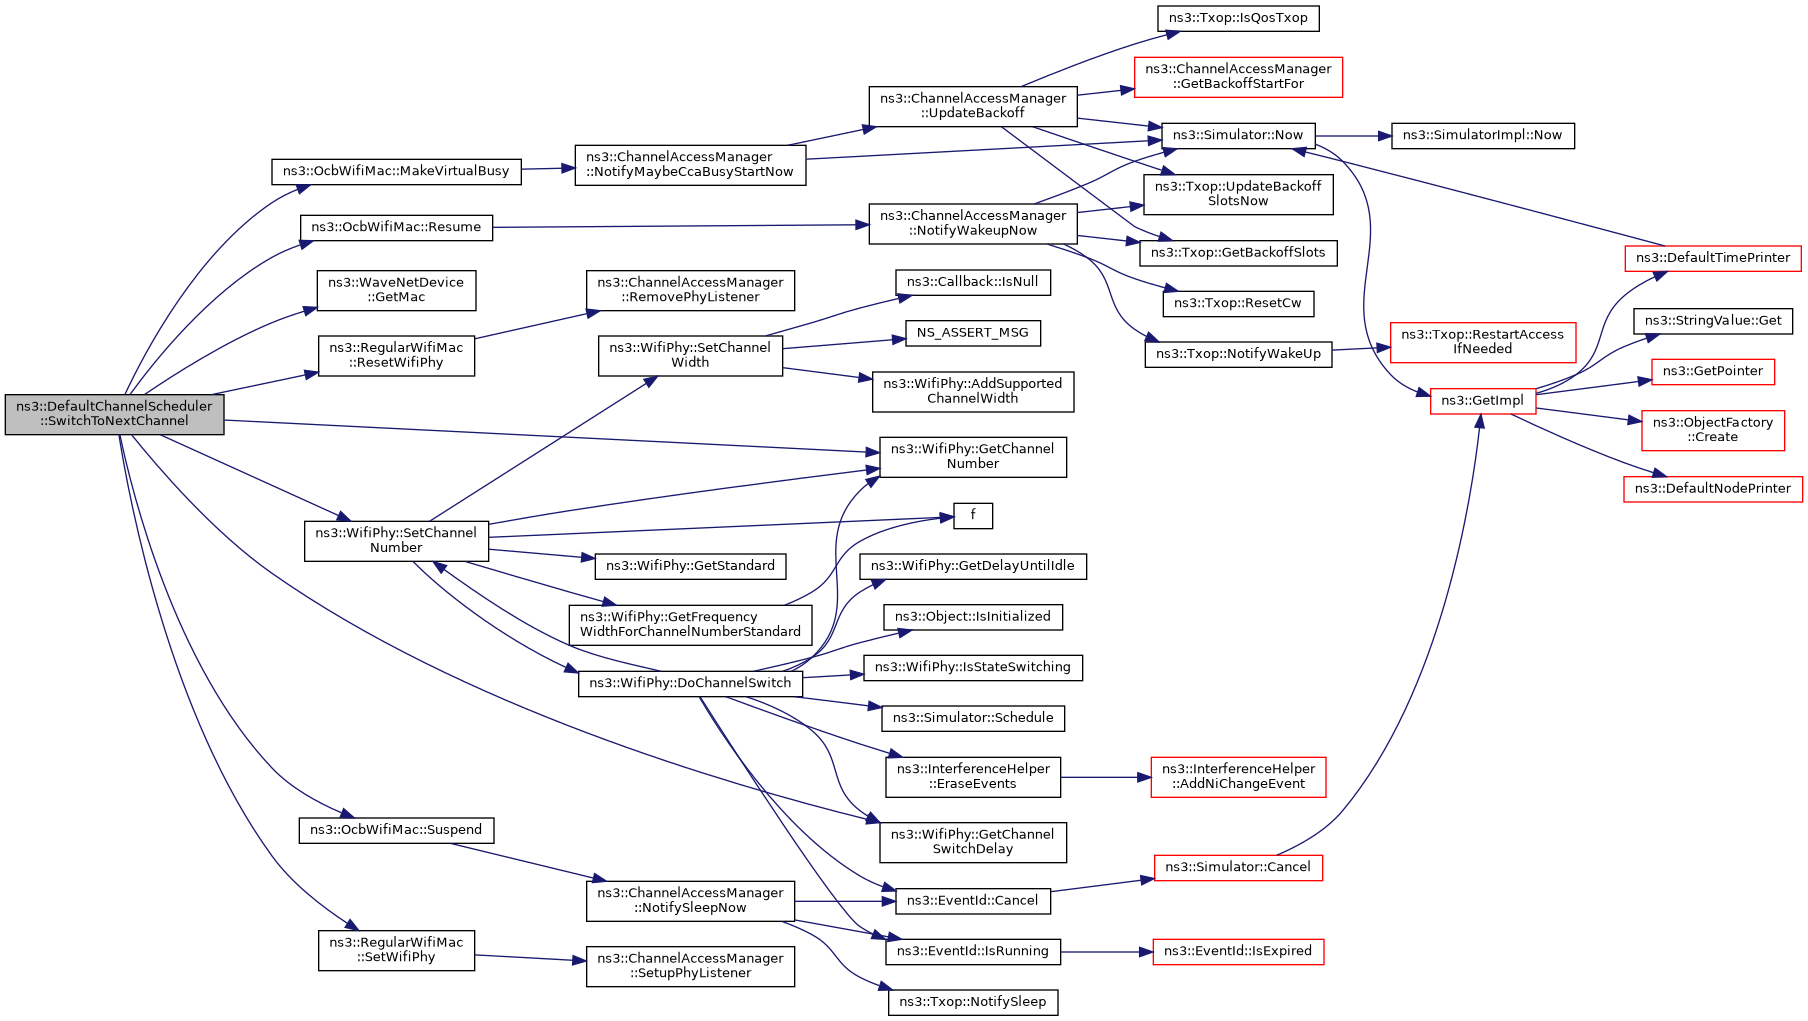 ns3::Txop::IsQosTxop
ns3::ChannelAccessManager
::GetBackoffStartFor
ns3::ChannelAccessManager
::UpdateBackoff
ns3::Simulator::Now
ns3::SimulatorImpl::Now
ns3::OcbWifiMac::MakeVirtualBusy
ns3::ChannelAccessManager
::NotifyMaybeCcaBusyStartNow
ns3::Txop::UpdateBackoff
SlotsNow
ns3::OcbWifiMac::Resume
ns3::ChannelAccessManager
::NotifyWakeupNow
ns3::Txop::GetBackoffSlots
ns3::DefaultTimePrinter
ns3::WaveNetDevice
::GetMac
ns3::ChannelAccessManager
::RemovePhyListener
ns3::Callback::IsNull
ns3::Txop::ResetCw
ns3::StringValue::Get
ns3::RegularWifiMac
::ResetWifiPhy
ns3::WifiPhy::SetChannel
Width
NS_ASSERT_MSG
ns3::Txop::NotifyWakeUp
ns3::Txop::RestartAccess
IfNeeded
ns3::GetPointer
ns3::WifiPhy::AddSupported
ChannelWidth
ns3::GetImpl
ns3::DefaultChannelScheduler
::SwitchToNextChannel
ns3::ObjectFactory
::Create
ns3::WifiPhy::GetChannel
Number
ns3::DefaultNodePrinter
f
ns3::WifiPhy::SetChannel
Number
ns3::WifiPhy::GetStandard
ns3::WifiPhy::GetDelayUntilIdle
ns3::WifiPhy::GetFrequency
WidthForChannelNumberStandard
ns3::Object::IsInitialized
ns3::WifiPhy::IsStateSwitching
ns3::WifiPhy::DoChannelSwitch
ns3::Simulator::Schedule
ns3::InterferenceHelper
::EraseEvents
ns3::InterferenceHelper
::AddNiChangeEvent
ns3::OcbWifiMac::Suspend
ns3::WifiPhy::GetChannel
SwitchDelay
ns3::Simulator::Cancel
ns3::ChannelAccessManager
::NotifySleepNow
ns3::EventId::Cancel
ns3::RegularWifiMac
::SetWifiPhy
ns3::EventId::IsRunning
ns3::EventId::IsExpired
ns3::ChannelAccessManager
::SetupPhyListener
ns3::Txop::NotifySleep